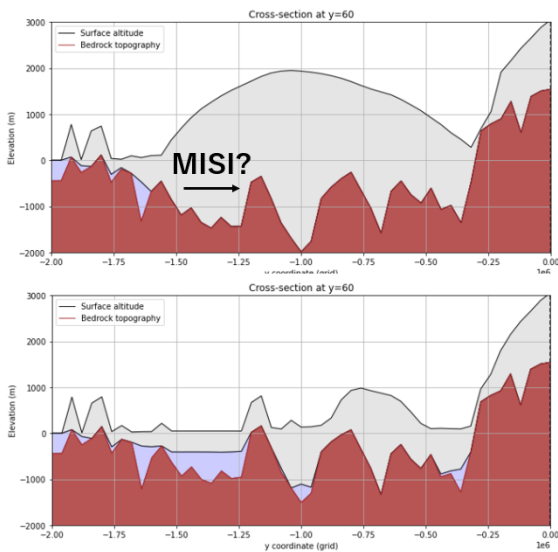 Cross-section at y=60
Surface altitude
Bedrock topography
Elevation (m)
3000
2000
1000
0
−1000
−2000
MISI?
−2.00 −1.75 −1.50 −1.25 −1.00 −0.75 −0.50 −0.25 0.00
y coordinate (grid) 1e6
Cross-section at y=60
Surface altitude
Bedrock topography
Elevation (m)
3000
2000
1000
0
−1000
−2000
−2.00 −1.75 −1.50 −1.25 −1.00 −0.75 −0.50 −0.25 0.00
y coordinate (grid) 1e6